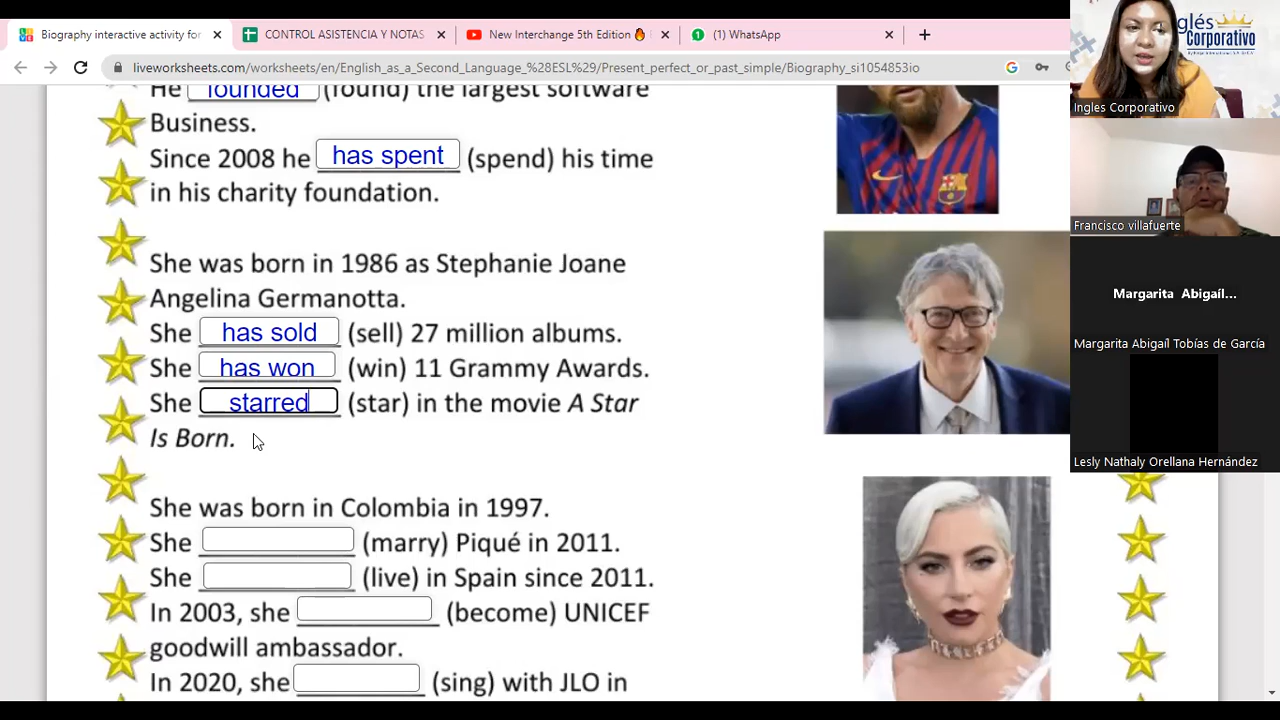 Biography interactive activity for
CONTROL ASISTENCIA Y NOTAS
New Interchange 5th Edition
(1) WhatsApp
liveworksheets.com/worksheets/en/English_as_a_Second_Language_%28ESL%29/Present_perfect_or_past_simple/Biography_si1054853io
glés
Corporativo
Ingles Corporativo
Francisco villafuerte
Margarita Abigaíl...
Margarita Abigaíl Tobías de García
Lesly Nathaly Orellana Hernández
He founded (found) the largest software
Business.
Since 2008 he has spent (spend) his time
in his charity foundation.
She was born in 1986 as Stephanie Joane
Angelina Germanotta.
She has sold (sell) 27 million albums.
She has won (win) 11 Grammy Awards.
She starred (star) in the movie A Star
Is Born.
She was born in Colombia in 1997.
She (marry) Piqué in 2011.
She (live) in Spain since 2011.
In 2003, she (become) UNICEF
goodwill ambassador.
In 2020, she (sing) with JLO in